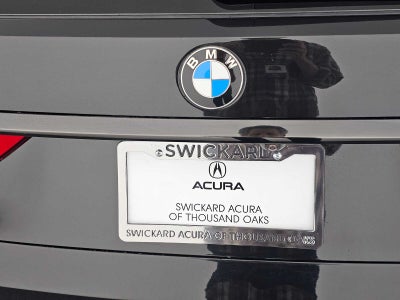 BMW
SWICKARD
ACURA
SWICKARD ACURA
OF THOUSAND OAKS
SWICKARD ACURA OF THOUSAND OAKS